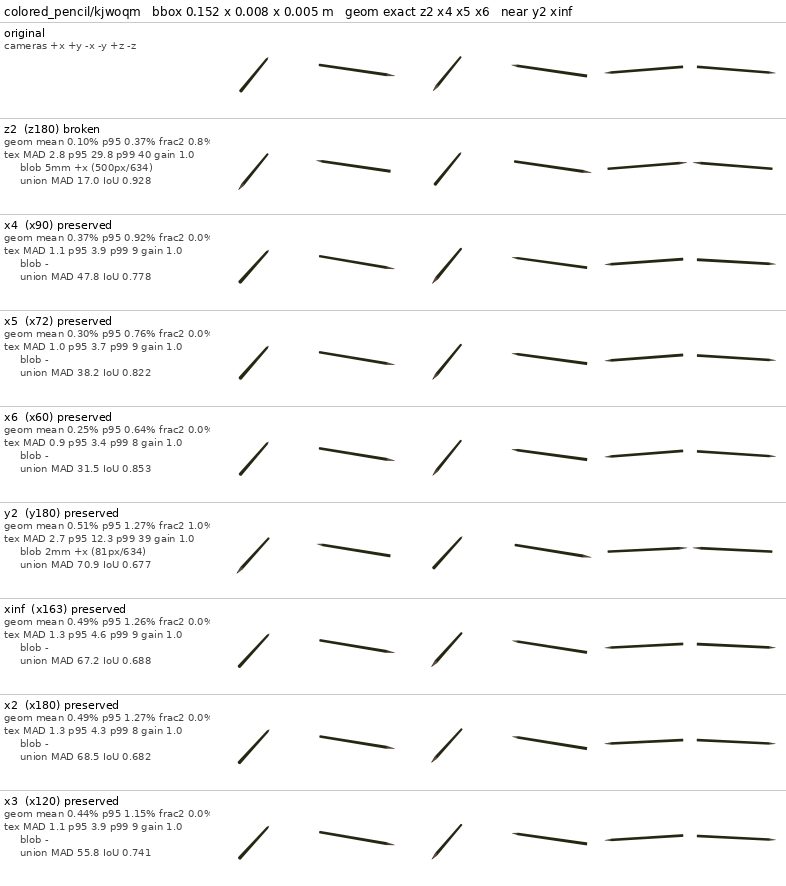 colored_pencil/kjwoqm   bbox 0.152 x 0.008 x 0.005 m   geom exact z2 x4 x5 x6   near y2 xinf
original
cameras +x +y -x -y +z -z
z2  (z180) broken
geom mean 0.10% p95 0.37% frac2 0.8%
tex MAD 2.8 p95 29.8 p99 40 gain 1.0
blob 5mm +x (500px/634)
union MAD 17.0 IoU 0.928
x4  (x90) preserved
geom mean 0.37% p95 0.92% frac2 0.0%
tex MAD 1.1 p95 3.9 p99 9 gain 1.0
blob -
union MAD 47.8 IoU 0.778
x5  (x72) preserved
geom mean 0.30% p95 0.76% frac2 0.0%
tex MAD 1.0 p95 3.7 p99 9 gain 1.0
blob -
union MAD 38.2 IoU 0.822
x6  (x60) preserved
geom mean 0.25% p95 0.64% frac2 0.0%
tex MAD 0.9 p95 3.4 p99 8 gain 1.0
blob -
union MAD 31.5 IoU 0.853
y2  (y180) preserved
geom mean 0.51% p95 1.27% frac2 1.0%
tex MAD 2.7 p95 12.3 p99 39 gain 1.0
blob 2mm +x (81px/634)
union MAD 70.9 IoU 0.677
xinf  (x163) preserved
geom mean 0.49% p95 1.26% frac2 0.0%
tex MAD 1.3 p95 4.6 p99 9 gain 1.0
blob -
union MAD 67.2 IoU 0.688
x2  (x180) preserved
geom mean 0.49% p95 1.27% frac2 0.0%
tex MAD 1.3 p95 4.3 p99 8 gain 1.0
blob -
union MAD 68.5 IoU 0.682
x3  (x120) preserved
geom mean 0.44% p95 1.15% frac2 0.0%
tex MAD 1.1 p95 3.9 p99 9 gain 1.0
blob -
union MAD 55.8 IoU 0.741